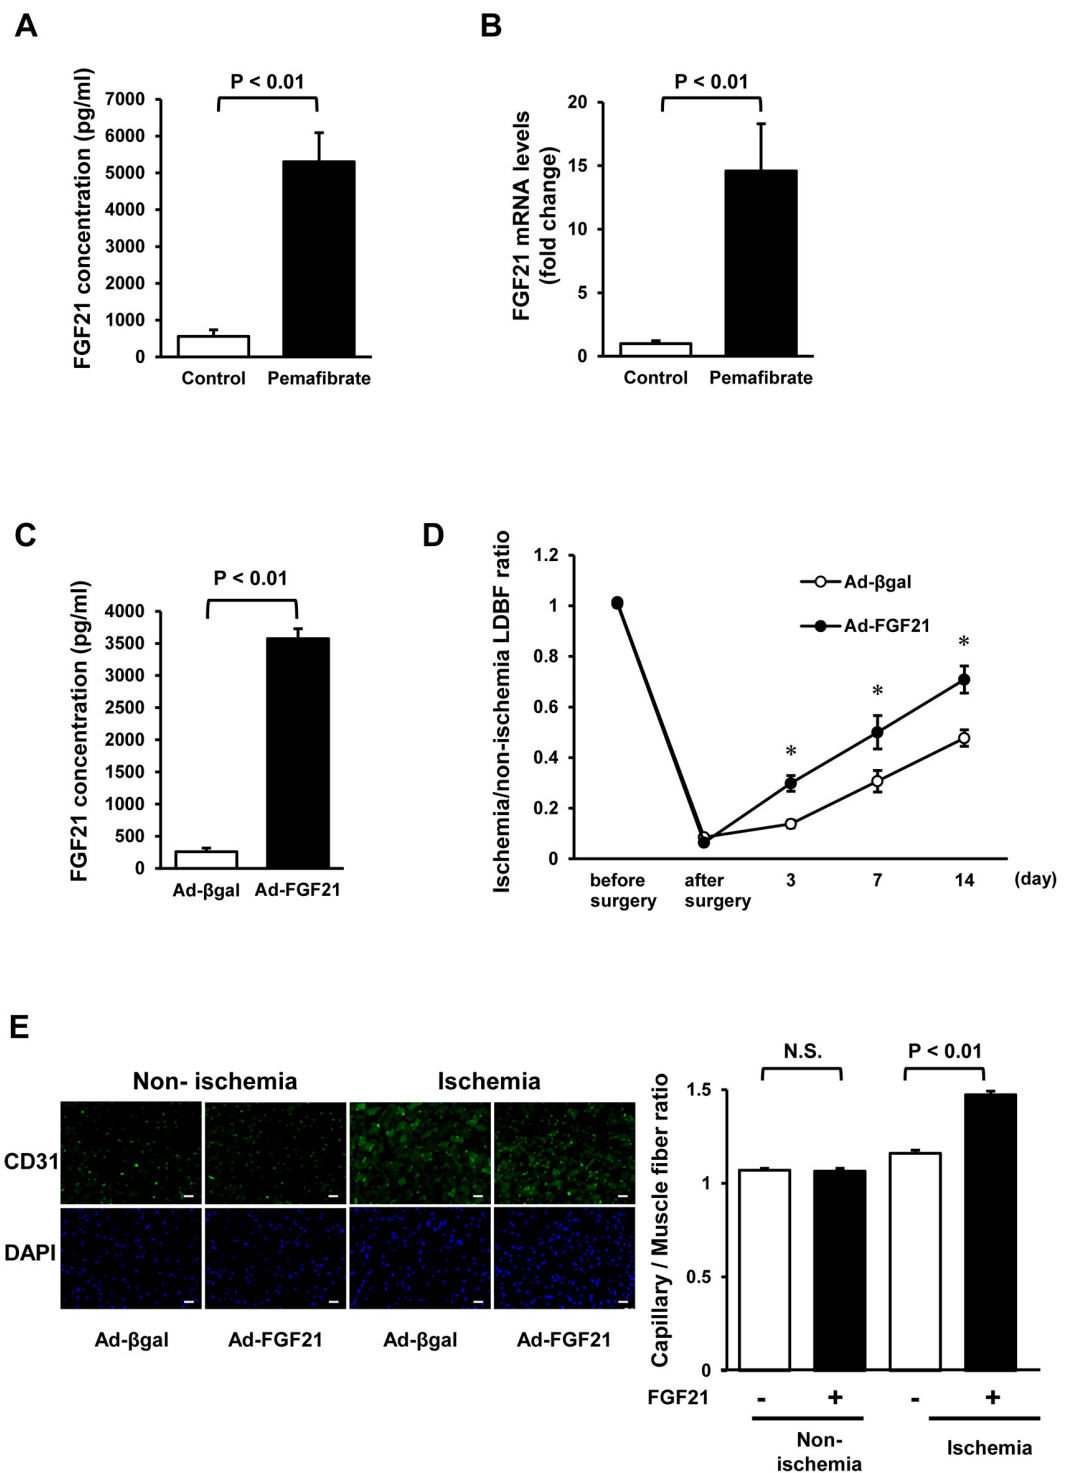 A
P < 0.01
FGF21 concentration (pg/ml)
7000
6000
5000
4000
3000
2000
1000
0
Control
Pemafibrate
B
P < 0.01
FGF21 mRNA levels
(fold change)
20
15
10
5
0
Control
Pemafibrate
C
P < 0.01
FGF21 concentration (pg/ml)
4000
3500
3000
2500
2000
1500
1000
500
0
Ad-βgal
Ad-FGF21
D
Ischemia/non-ischemia LDBF ratio
1.2
1
0.8
0.6
0.4
0.2
0
Ad-βgal
Ad-FGF21
*
*
*
before
surgery
after
surgery
3
7
14
(day)
E
Non- ischemia
Ischemia
CD31
DAPI
Ad-βgal
Ad-FGF21
Ad-βgal
Ad-FGF21
N.S.
P < 0.01
Capillary / Muscle fiber ratio
1.5
1
0.5
0
FGF21
-
+
-
+
Non-
ischemia
Ischemia